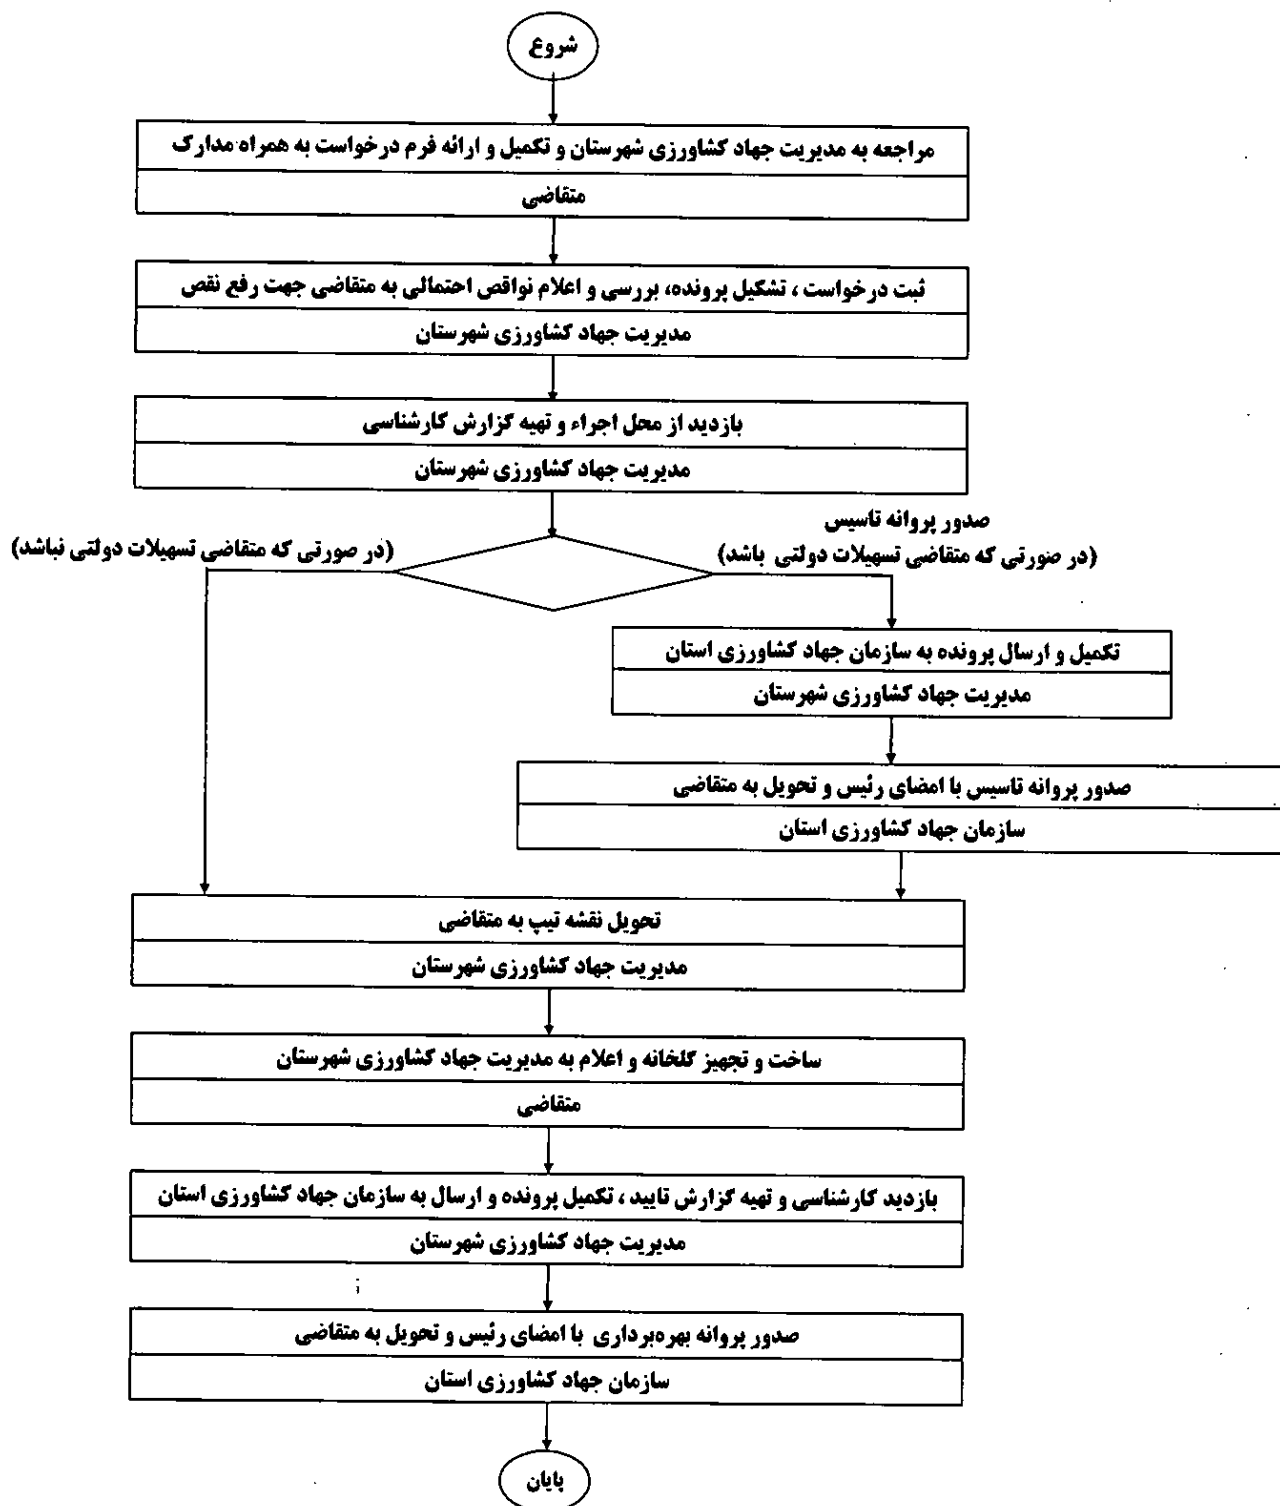 شروع
مراجعه به مدیریت جهاد کشاورزی شهرستان و تکمیل و ارائه فرم درخواست به همراه مدارک
متقاضی
ثبت درخواست ، تشکیل پرونده، بررسی و اعلام نواقص احتمالی به متقاضی جهت رفع نقص
مدیریت جهاد کشاورزی شهرستان
بازدید از محل اجراء و تهیه گزارش کارشناسی
مدیریت جهاد کشاورزی شهرستان
صدور پروانه تاسیس
(در صورتی که متقاضی تسهیلات دولتی باشد)
(در صورتی که متقاضی تسهیلات دولتی نباشد)
تکمیل و ارسال پرونده به سازمان جهاد کشاورزی استان
مدیریت جهاد کشاورزی شهرستان
صدور پروانه تاسیس با امضای رئیس و تحویل به متقاضی
سازمان جهاد کشاورزی استان
تحویل نقشه تیپ به متقاضی
مدیریت جهاد کشاورزی شهرستان
ساخت و تجهیز گلخانه و اعلام به مدیریت جهاد کشاورزی شهرستان
متقاضی
بازدید کارشناسی و تهیه گزارش تایید ، تکمیل پرونده و ارسال به سازمان جهاد کشاورزی استان
مدیریت جهاد کشاورزی شهرستان
صدور پروانه بهره‌برداری با امضای رئیس و تحویل به متقاضی
سازمان جهاد کشاورزی استان
پایان